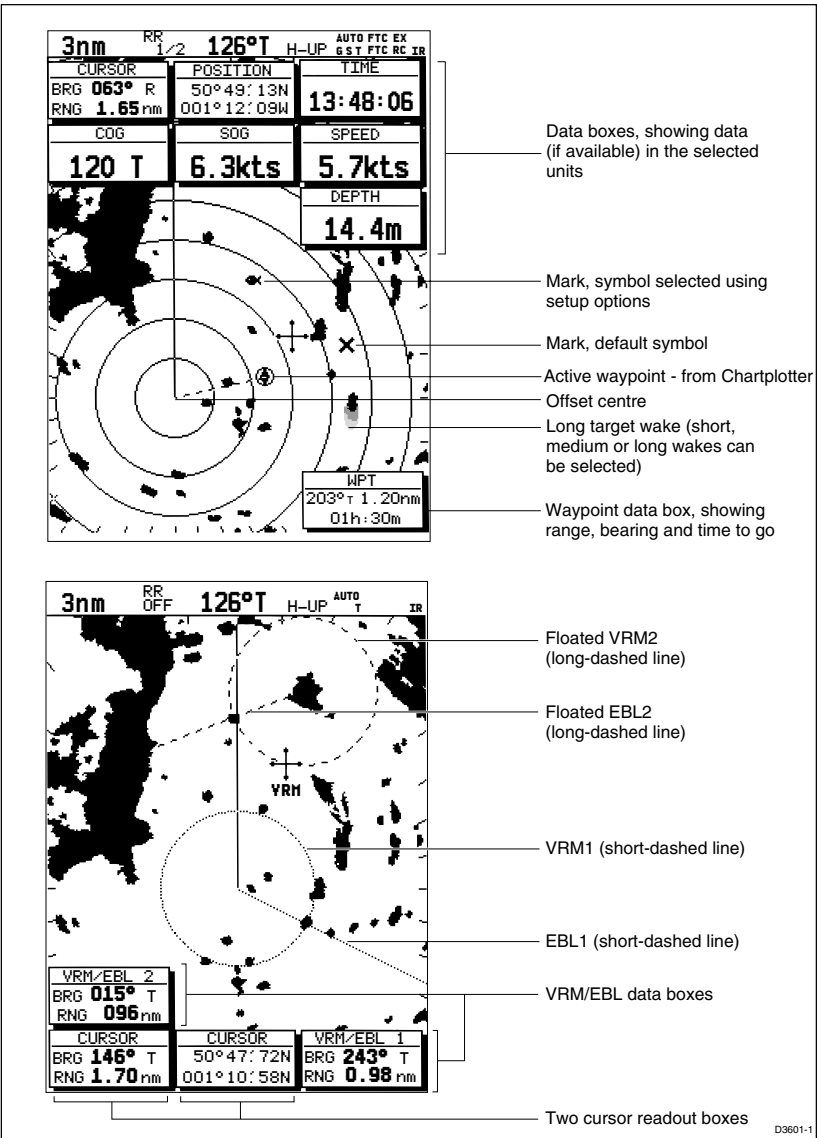 3nm RR 1/2 126°T H-UP AUTO FTC EX
GST FTC RC IR
CURSOR
BRG 063° R
RNG 1.65nm
POSITION
50°49.'13N
001°12.'09W
TIME
13:48:06
COG
120 T
SOG
6.3kts
SPEED
5.7kts
DEPTH
14.4m
WPT
203°T 1.20nm
01h:30m
Data boxes, showing data
(if available) in the selected
units
Mark, symbol selected using
setup options
Mark, default symbol
Active waypoint - from Chartplotter
Offset centre
Long target wake (short,
medium or long wakes can
be selected)
Waypoint data box, showing
range, bearing and time to go
3nm RR OFF 126°T H-UP AUTO
T IR
VRM
VRM/EBL 2
BRG 015° T
RNG 096nm
CURSOR
BRG 146° T
RNG 1.70nm
CURSOR
50°47.'72N
001°10.'58N
VRM/EBL 1
BRG 243° T
RNG 0.98nm
Floated VRM2
(long-dashed line)
Floated EBL2
(long-dashed line)
VRM1 (short-dashed line)
EBL1 (short-dashed line)
VRM/EBL data boxes
Two cursor readout boxes
D3601-1